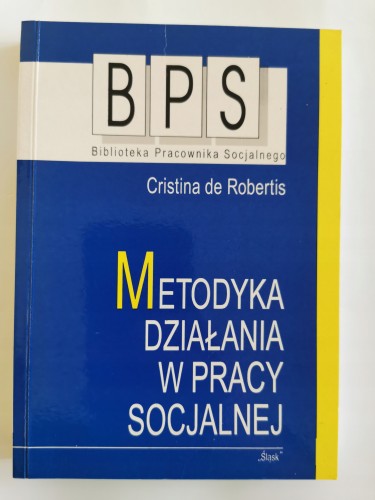 BPS
Biblioteka Pracownika Socjalnego
Cristina de Robertis
METODYKA
DZIAŁANIA
W PRACY
SOCJALNEJ
„Śląsk”